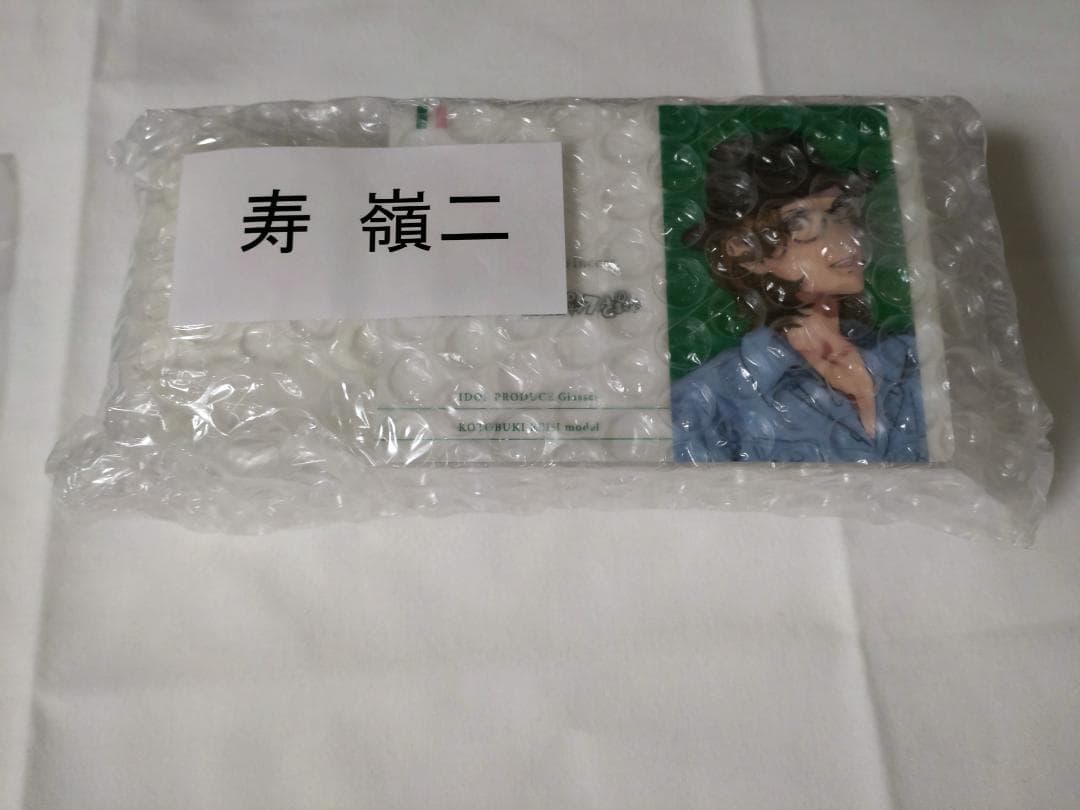 寿 嶺二
IDOL PRODUCE Glasses
KOTOBUKI REIJI model